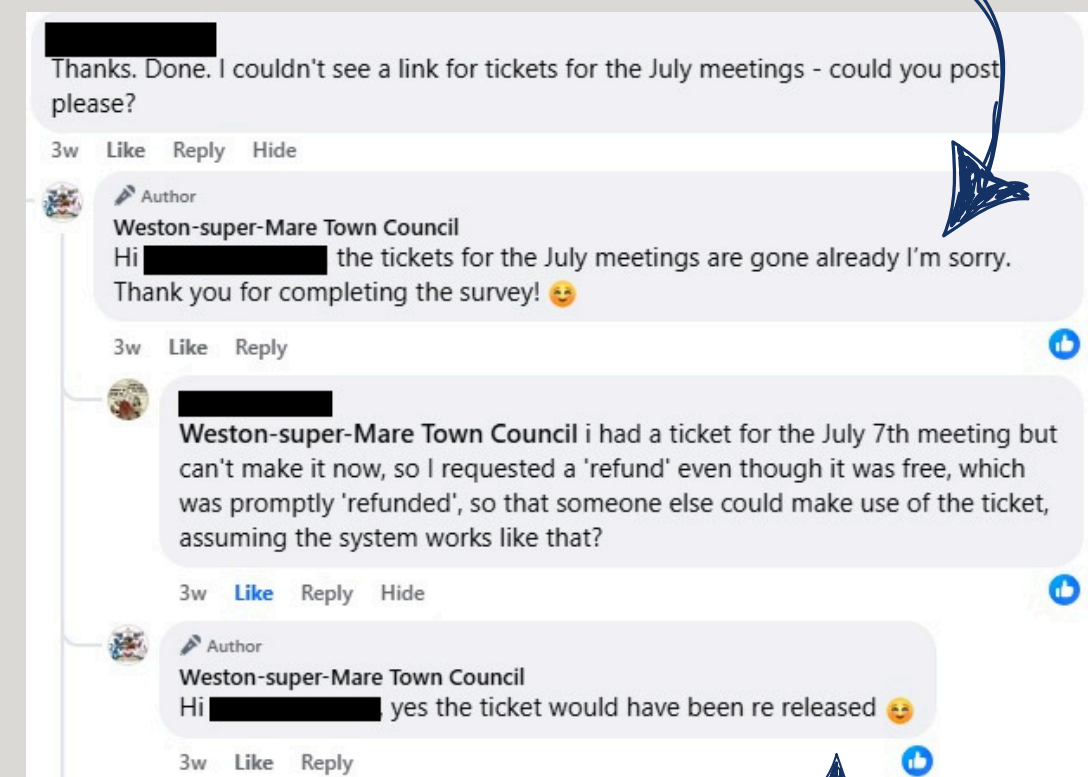 Thanks. Done. I couldn't see a link for tickets for the July meetings - could you post
please?
3w Like Reply Hide
Author
Weston-super-Mare Town Council
Hi the tickets for the July meetings are gone already I'm sorry.
Thank you for completing the survey! 😊
3w Like Reply
Weston-super-Mare Town Council i had a ticket for the July 7th meeting but
can't make it now, so I requested a 'refund' even though it was free, which
was promptly 'refunded', so that someone else could make use of the ticket,
assuming the system works like that?
3w Like Reply Hide
Author
Weston-super-Mare Town Council
Hi , yes the ticket would have been re released 😊
3w Like Reply